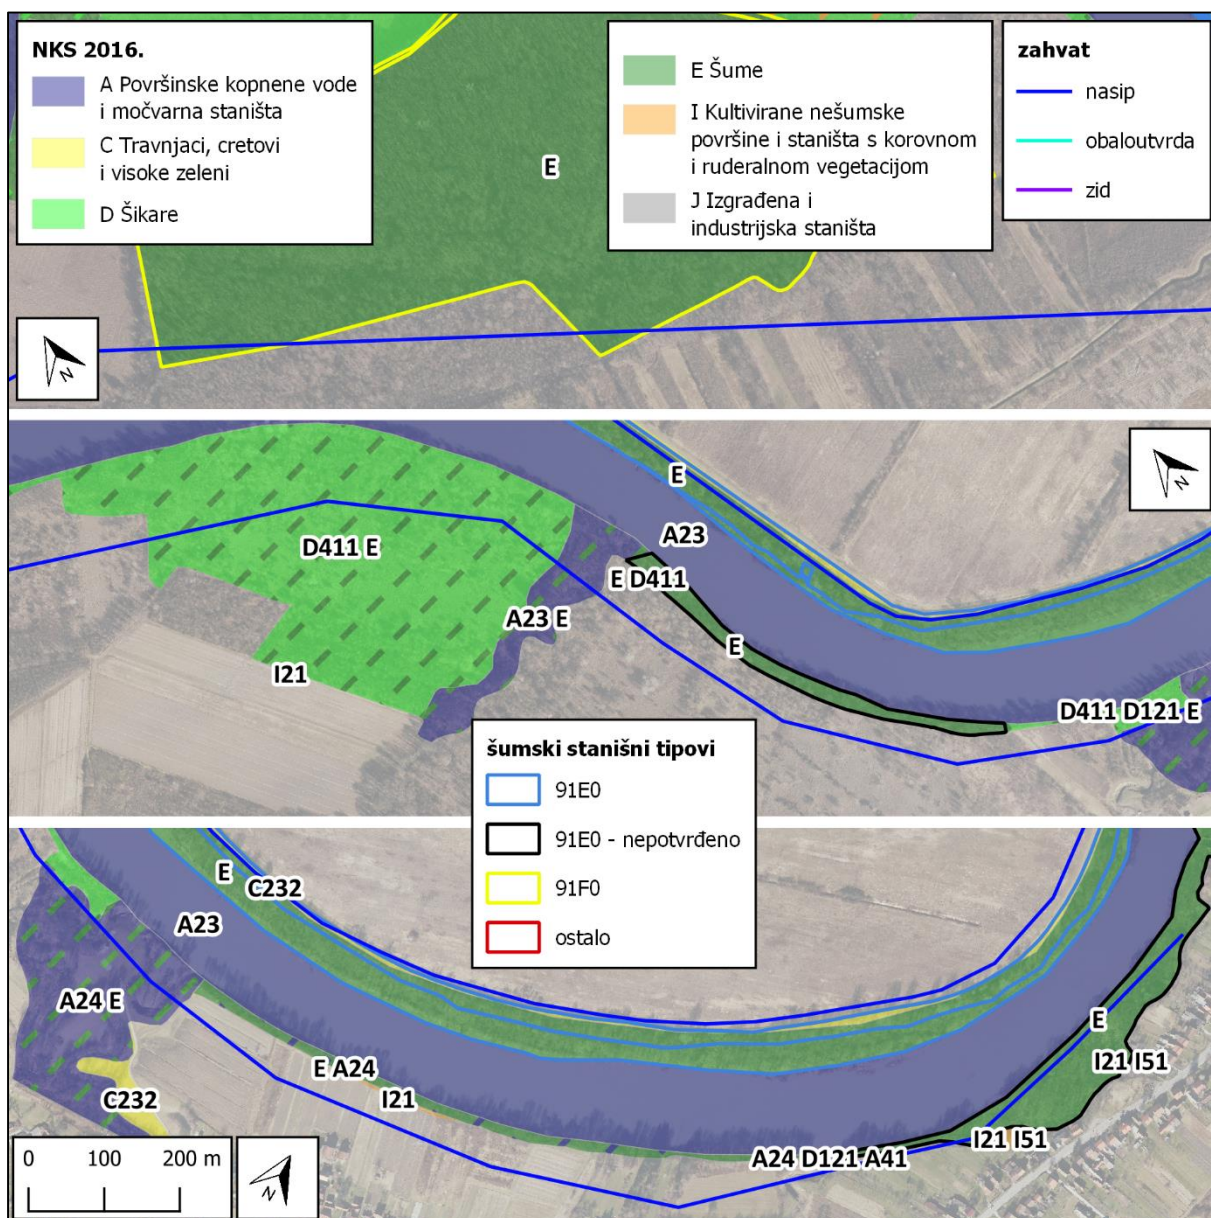 NKS 2016.
A Površinske kopnene vode
i močvarna staništa
C Travnjaci, cretovi
i visoke zeleni
D Šikare
E Šume
I Kultivirane nešumske
površine i staništa s korovnom
i ruderalnom vegetacijom
J Izgrađena i
industrijska staništa
zahvat
nasip
obaloutvrda
zid
E
N
N
E
A23
D411 E
E D411
A23 E
E
I21
D411 D121 E
šumski stanišni tipovi
91E0
91E0 - nepotvrđeno
91F0
ostalo
E
C232
A23
A24 E
E
E A24
I21 I51
C232
I21
I21 I51
A24 D121 A41
0 100 200 m
N